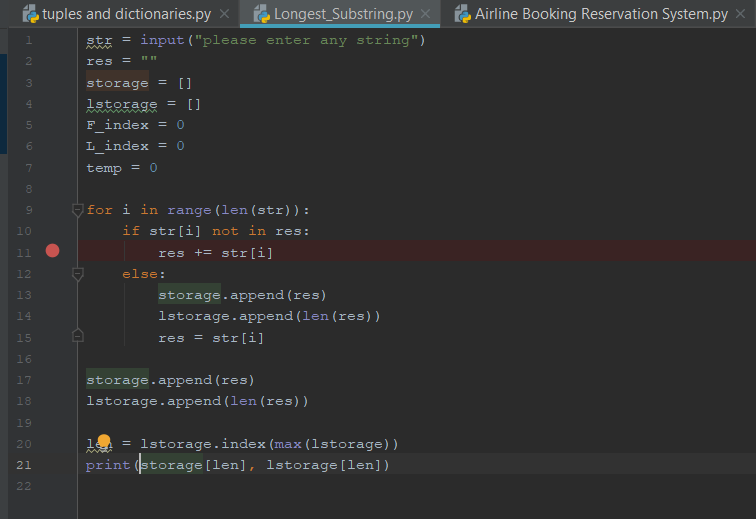 tuples and dictionaries.py × Longest_Substring.py × Airline Booking Reservation System.py ×
1 str = input("please enter any string")
2 res = ""
3 storage = []
4 lstorage = []
5 F_index = 0
6 L_index = 0
7 temp = 0
8
9 for i in range(len(str)):
10     if str[i] not in res:
11         res += str[i]
12     else:
13         storage.append(res)
14         lstorage.append(len(res))
15         res = str[i]
16
17 storage.append(res)
18 lstorage.append(len(res))
19
20 len = lstorage.index(max(lstorage))
21 print(storage[len], lstorage[len])
22